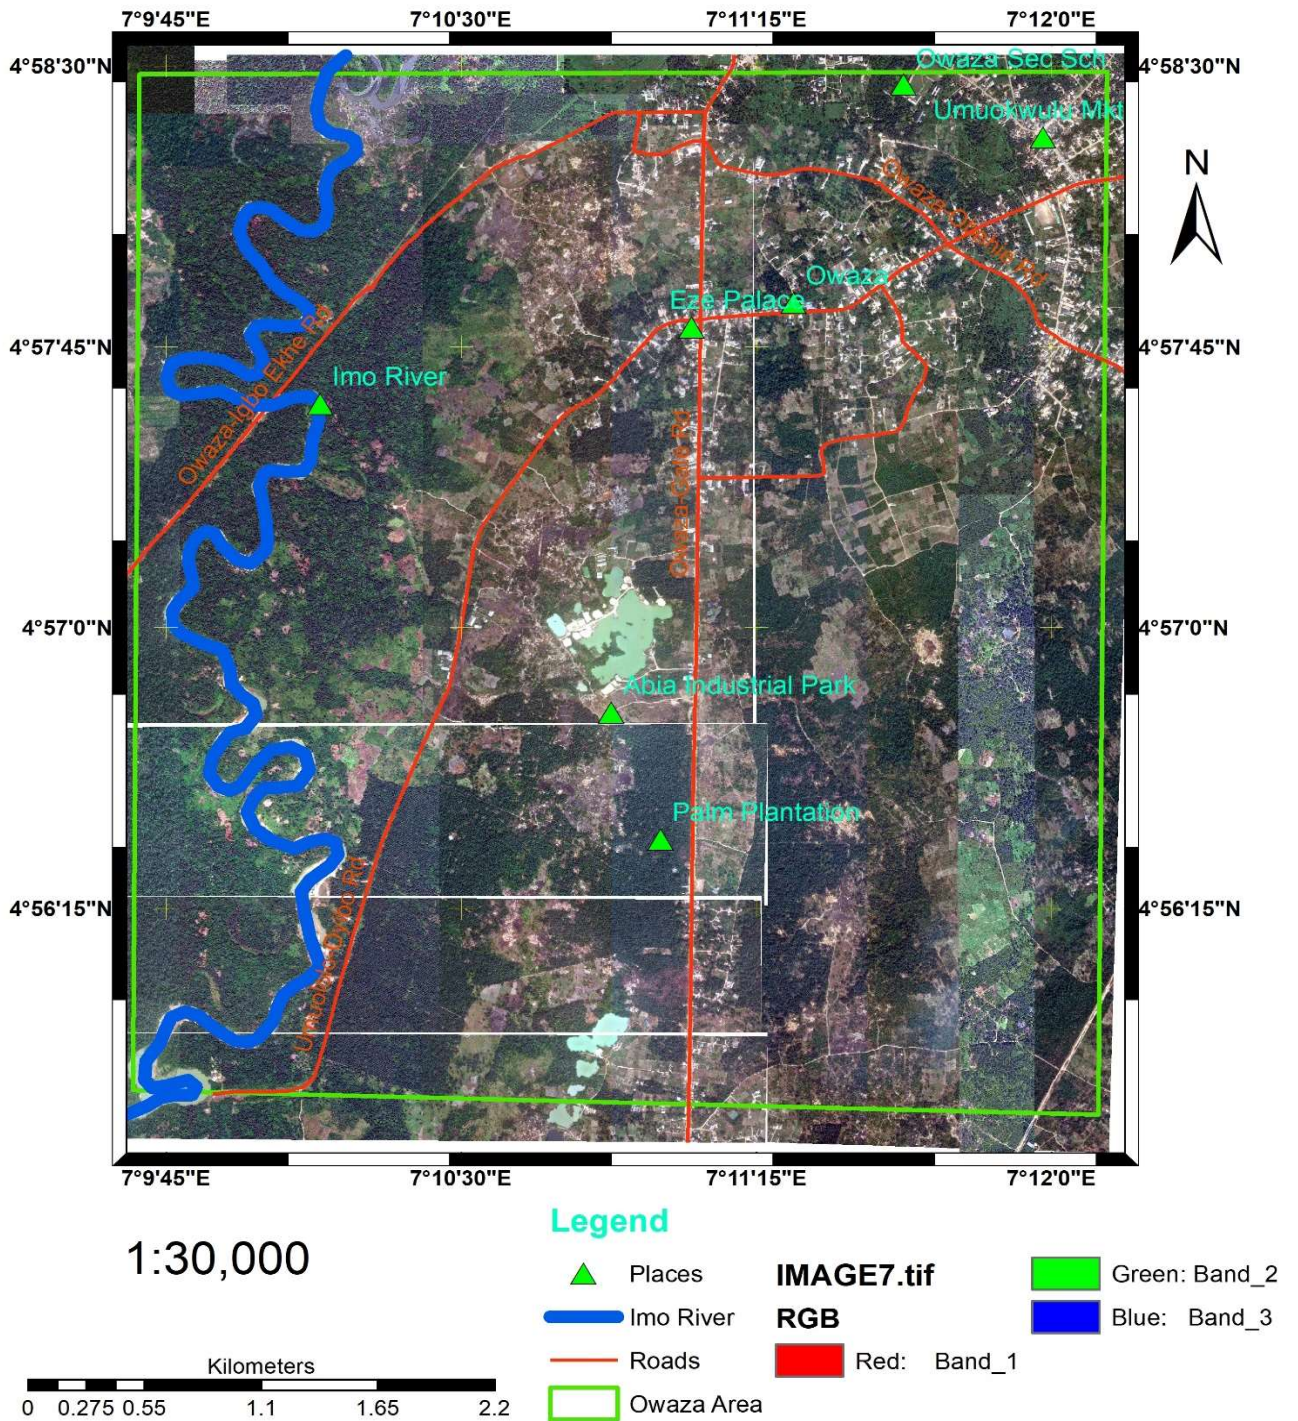 7°9'45"E 7°10'30"E 7°11'15"E 7°12'0"E
4°58'30"N 4°58'30"N
Owaza Sec Sch
Umuokwulu Mkt
N
Owaza-Igbo Ekhe Rd
Owaza
Eze Palace
4°57'45"N 4°57'45"N
Imo River
4°57'0"N 4°57'0"N
Abia Industrial Park
Palm Plantation
4°56'15"N 4°56'15"N
7°9'45"E 7°10'30"E 7°11'15"E 7°12'0"E
Legend
1:30,000
Places IMAGE7.tif Green: Band_2
Imo River RGB Blue: Band_3
Kilometers
Roads Red: Band_1
0 0.275 0.55 1.1 1.65 2.2
Owaza Area